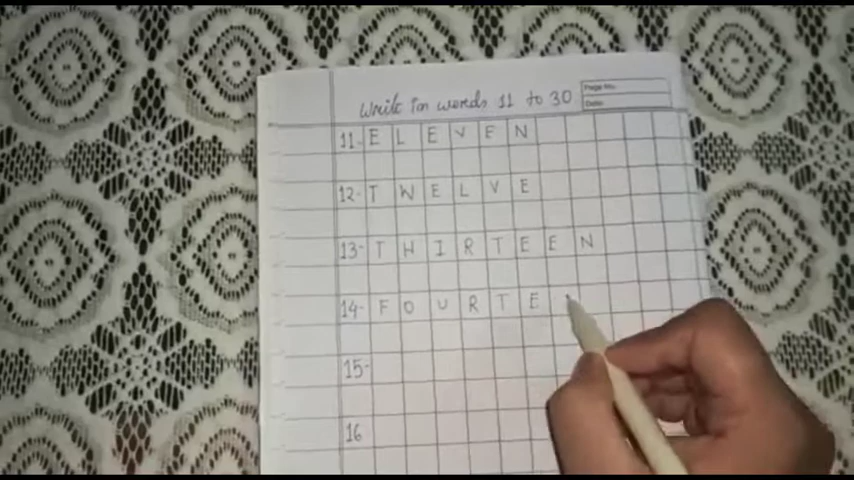 Write in words 11 to 30
Page No.
Date:
11- E L E V E N
12- T W E L V E
13- T H I R T E E N
14- F O U R T E
15-
16